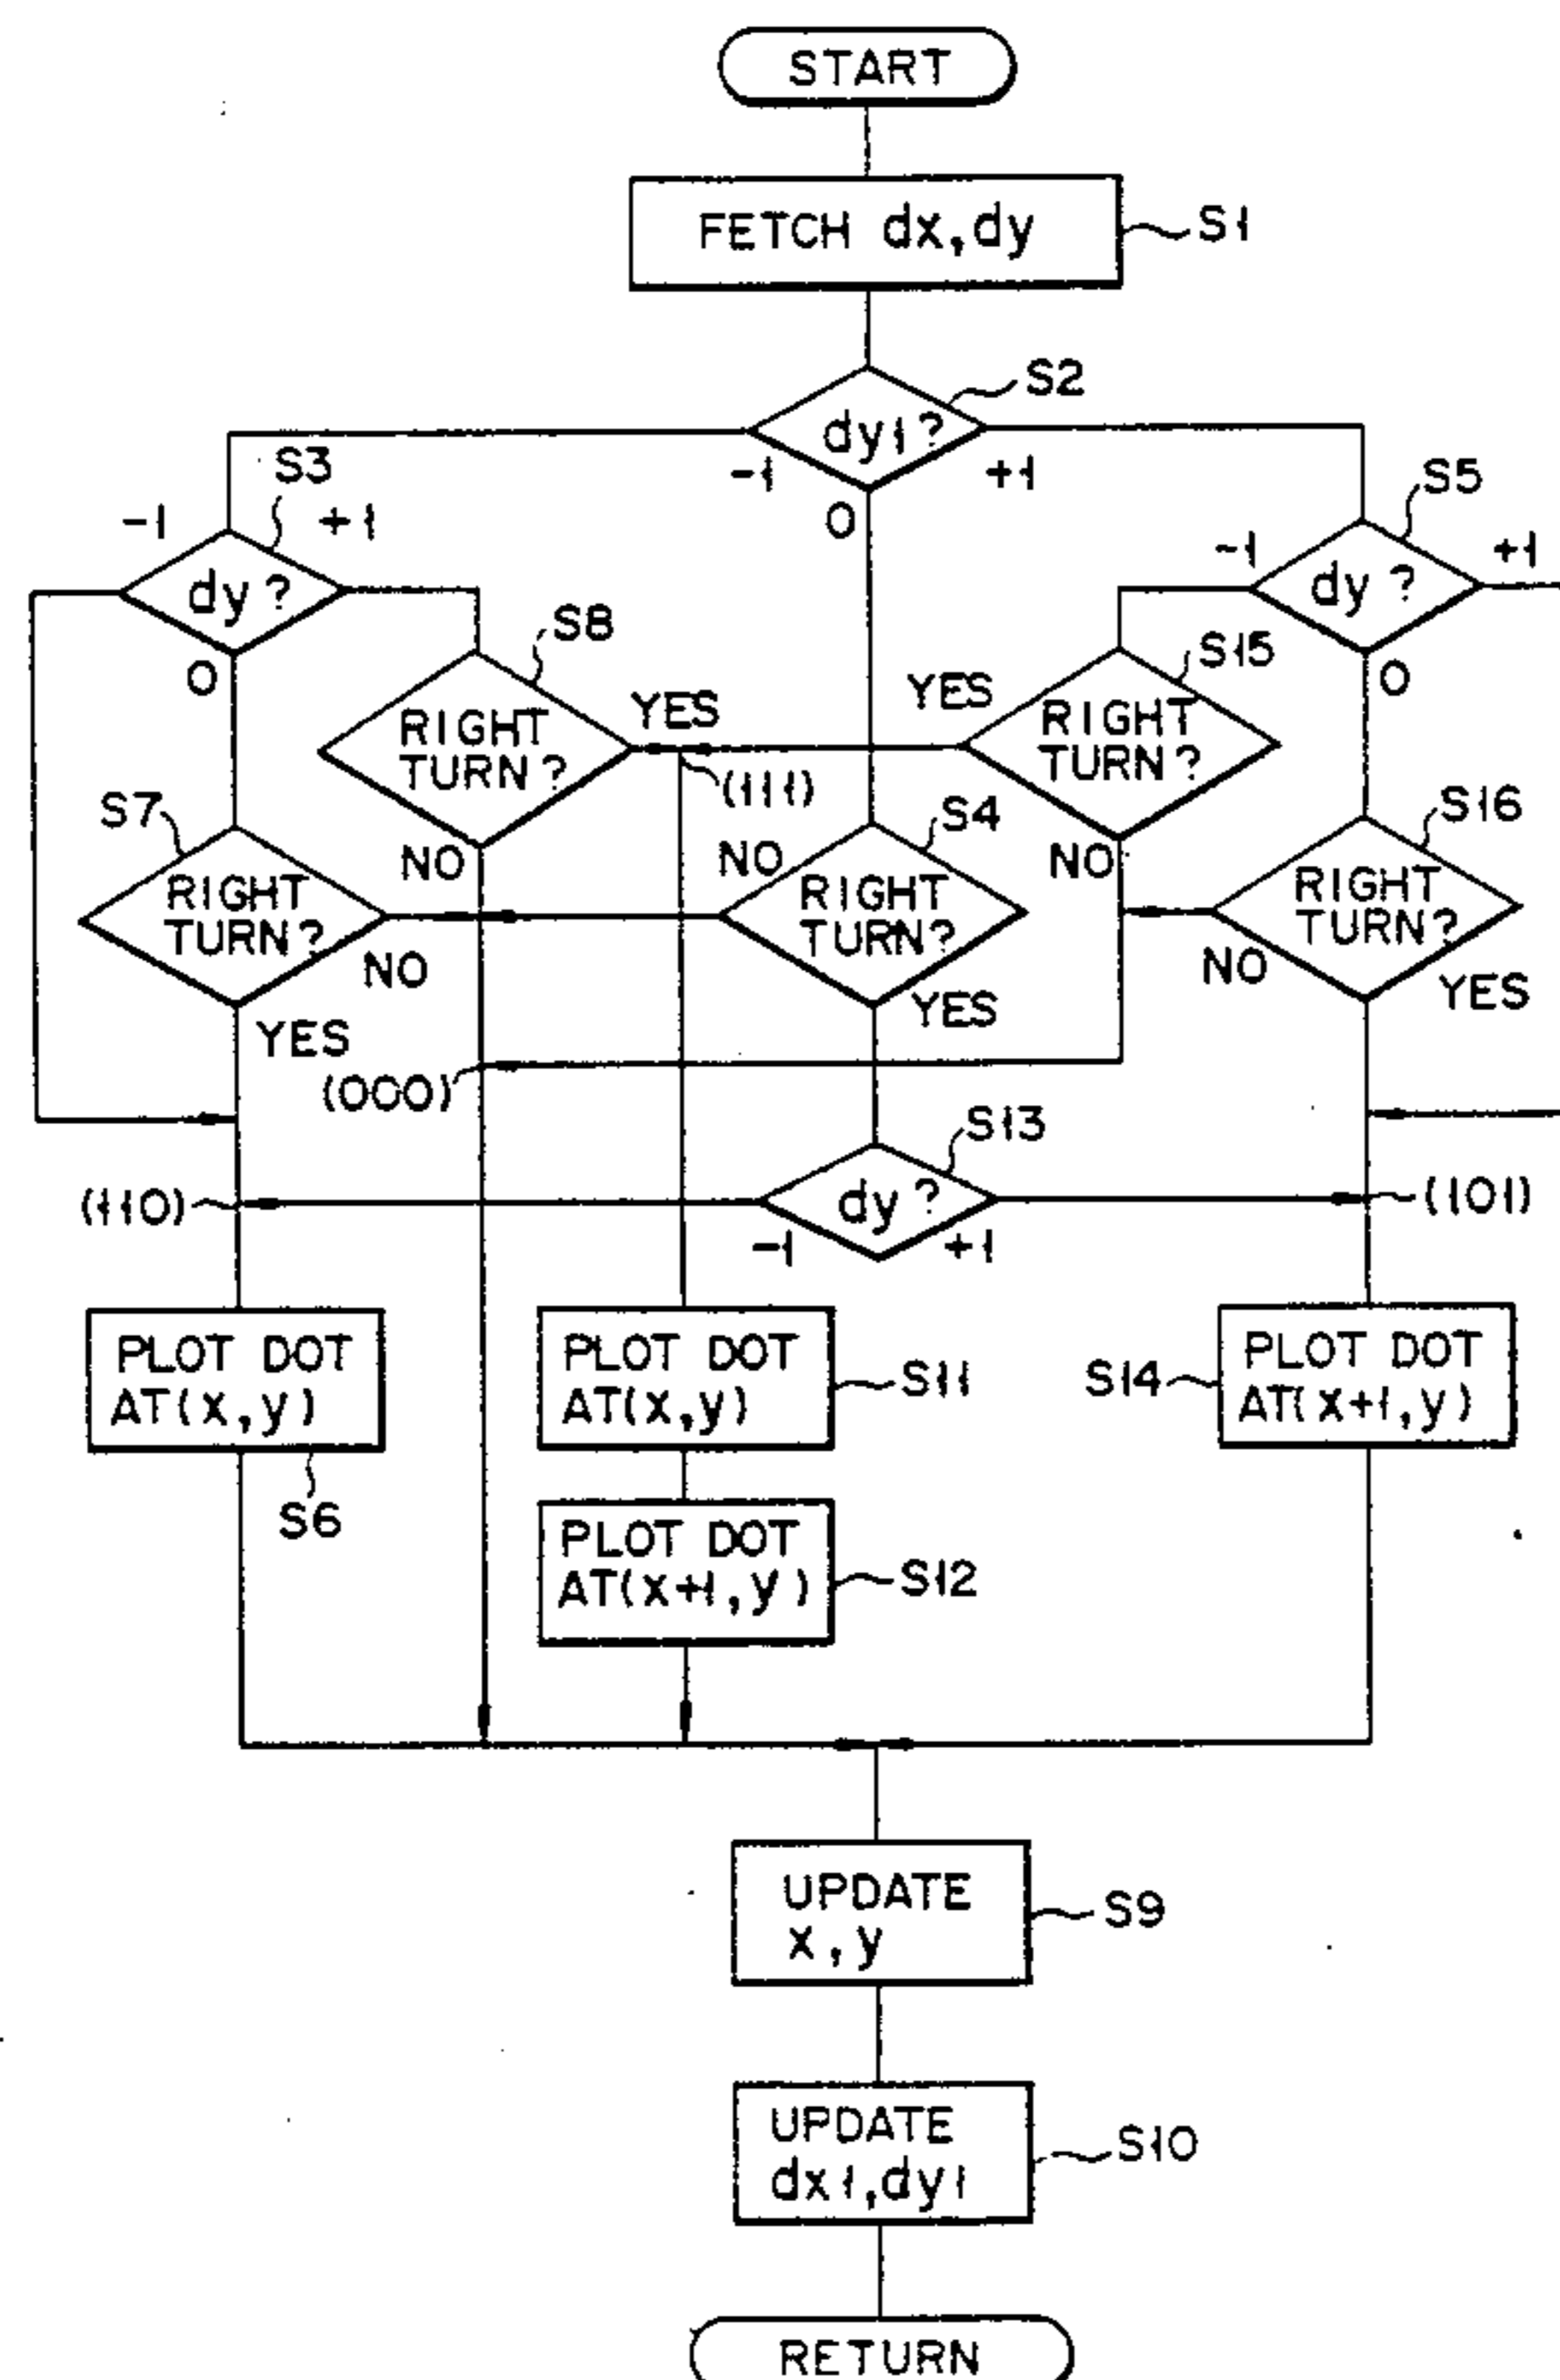 START
FETCH dx,dy
S1
S2
dy1?
-1
0
+1
S3
-1
+1
dy?
0
S5
-1
+1
dy?
0
S8
RIGHT
TURN?
YES
NO
S15
YES
RIGHT
TURN?
NO
(111)
S7
RIGHT
TURN?
NO
YES
S4
NO
RIGHT
TURN?
YES
S16
RIGHT
TURN?
NO
YES
(000)
S13
dy?
-1
+1
(110)
(101)
PLOT DOT
AT(x,y)
S6
PLOT DOT
AT(x,y)
S11
S14
PLOT DOT
AT(x+1,y)
PLOT DOT
AT(x+1,y)
S12
UPDATE
x,y
S9
UPDATE
dx1,dy1
S10
RETURN